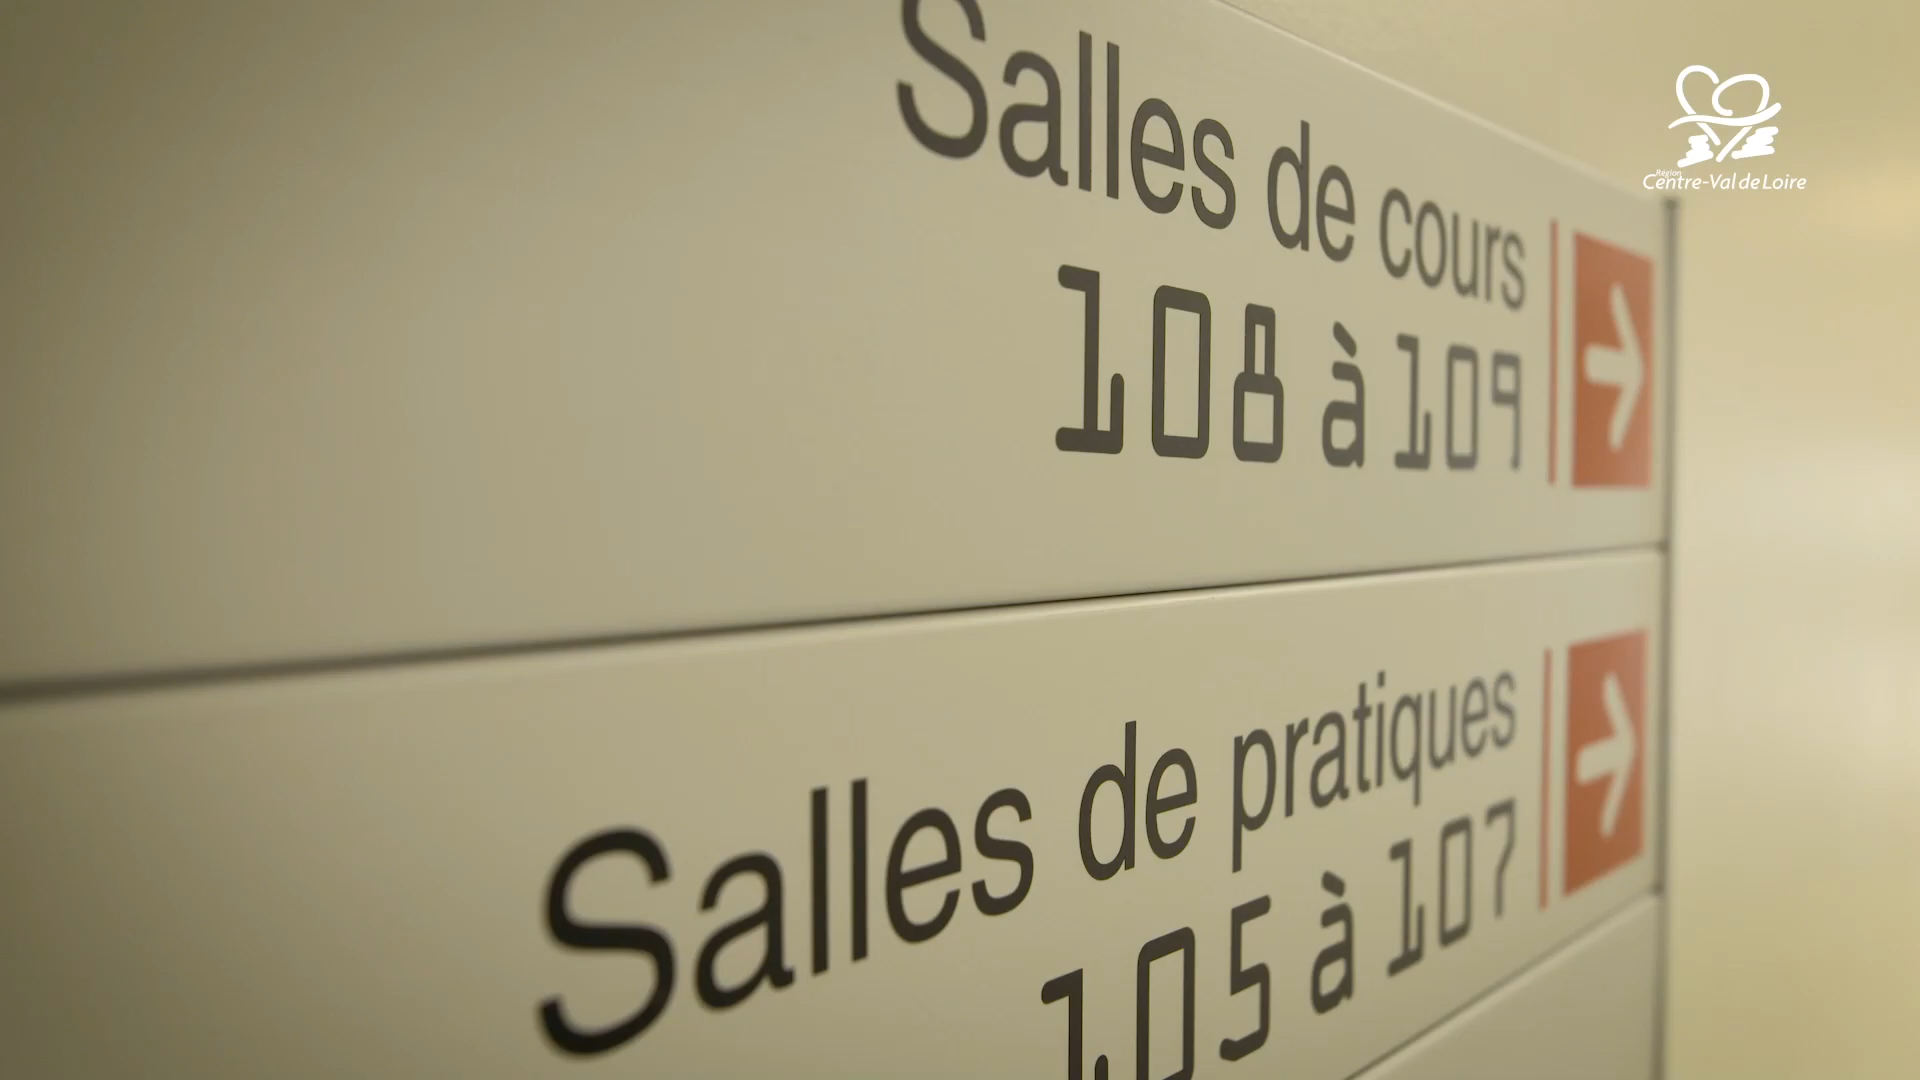 Salles de cours
108 à 109
Région
Centre-Val de Loire
Salles de pratiques
105 à 107